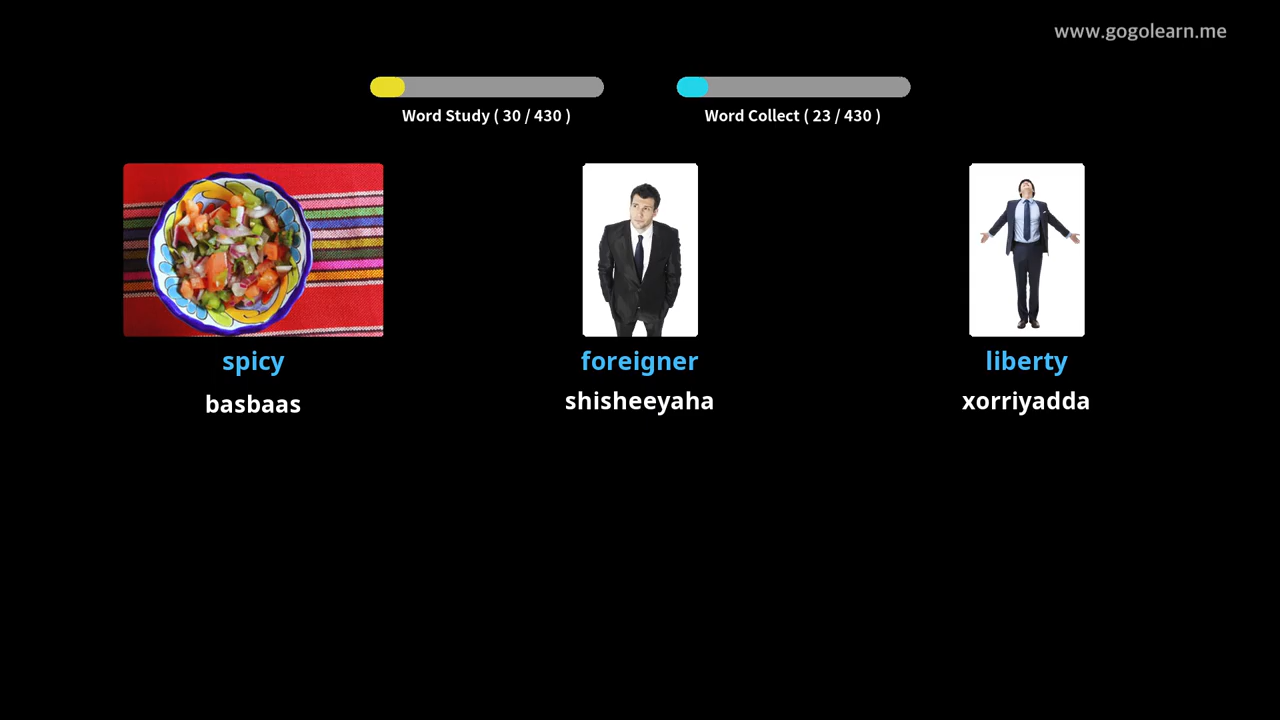 www.gogolearn.me
Word Study ( 30 / 430 )
Word Collect ( 23 / 430 )
spicy
foreigner
liberty
basbaas
shisheeyaha
xorriyadda